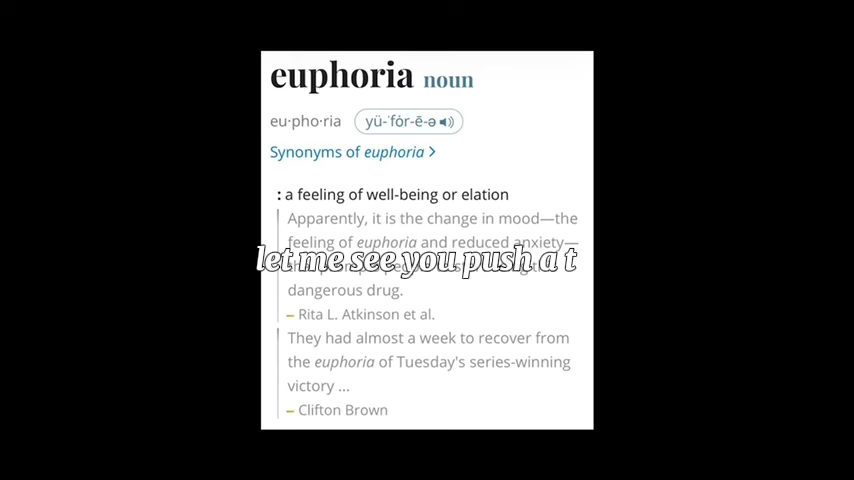 euphoria noun
eu·pho·ria yü-ˈfȯr-ē-ə
Synonyms of euphoria
: a feeling of well-being or elation
Apparently, it is the change in mood—the
feeling of euphoria and reduced anxiety—
let me see you push a t
dangerous drug.
– Rita L. Atkinson et al.
They had almost a week to recover from
the euphoria of Tuesday's series-winning
victory ...
– Clifton Brown